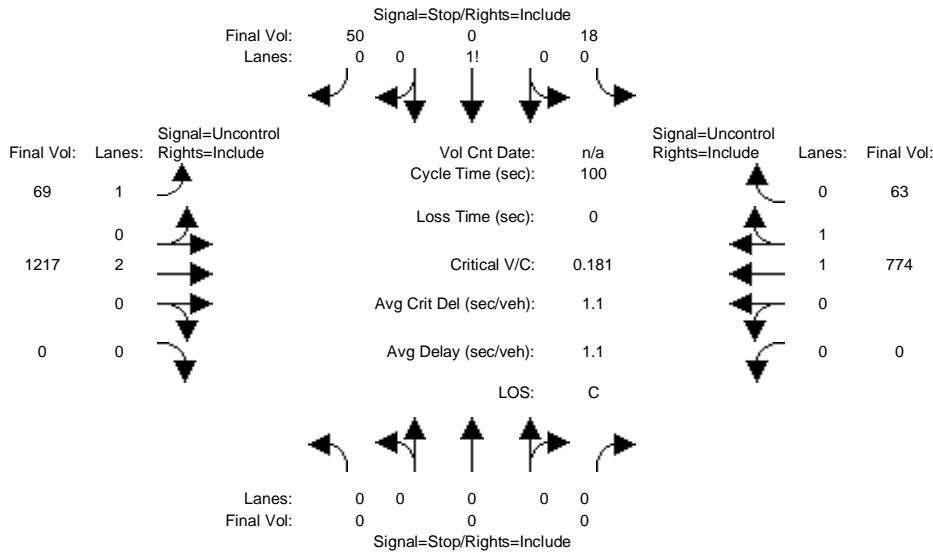 Signal=Stop/Rights=Include
Final Vol: 50 0 18
Lanes: 0 0 1! 0 0
Signal=Uncontrol Signal=Uncontrol
Final Vol: Lanes: Rights=Include Vol Cnt Date: n/a Rights=Include Lanes: Final Vol:
Cycle Time (sec): 100
69 1 0 63
Loss Time (sec): 0
0 1
1217 2 Critical V/C: 0.181 1 774
0 Avg Crit Del (sec/veh): 1.1 0
0 0 Avg Delay (sec/veh): 1.1 0 0
LOS: C
Lanes: 0 0 0 0 0
Final Vol: 0 0 0
Signal=Stop/Rights=Include